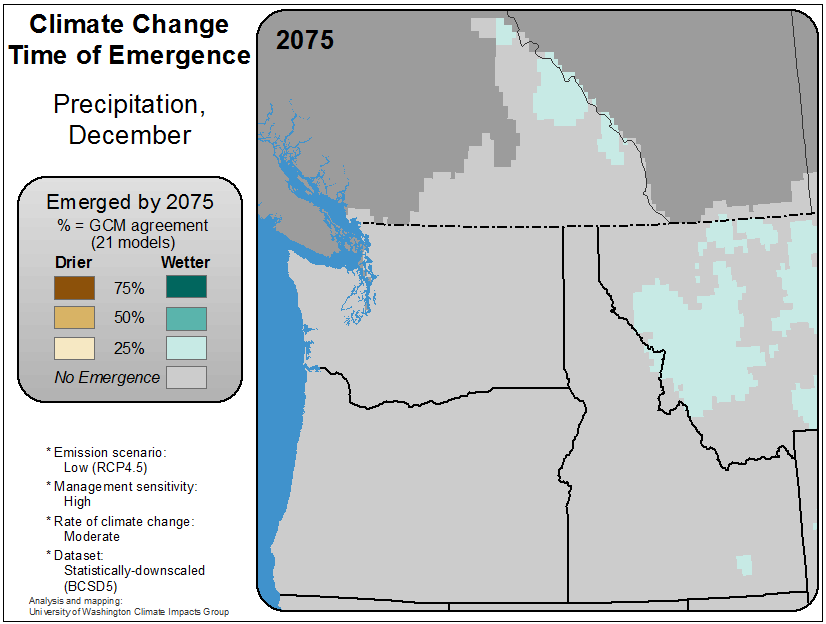 Climate Change
Time of Emergence
2075
Precipitation,
December
Emerged by 2075
% = GCM agreement
(21 models)
Drier Wetter
75%
50%
25%
No Emergence
* Emission scenario:
Low (RCP4.5)
* Management sensitivity:
High
* Rate of climate change:
Moderate
* Dataset:
Statistically-downscaled
(BCSD5)
Analysis and mapping:
University of Washington Climate Impacts Group